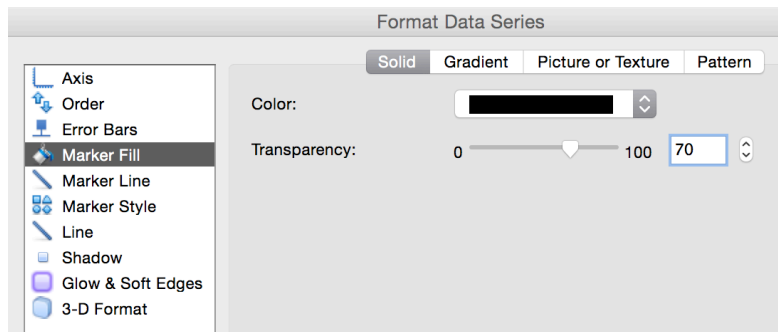 Format Data Series
Solid Gradient Picture or Texture Pattern
Axis
Order
Error Bars
Marker Fill
Marker Line
Marker Style
Line
Shadow
Glow & Soft Edges
3-D Format
Color:
Transparency: 0 100 70